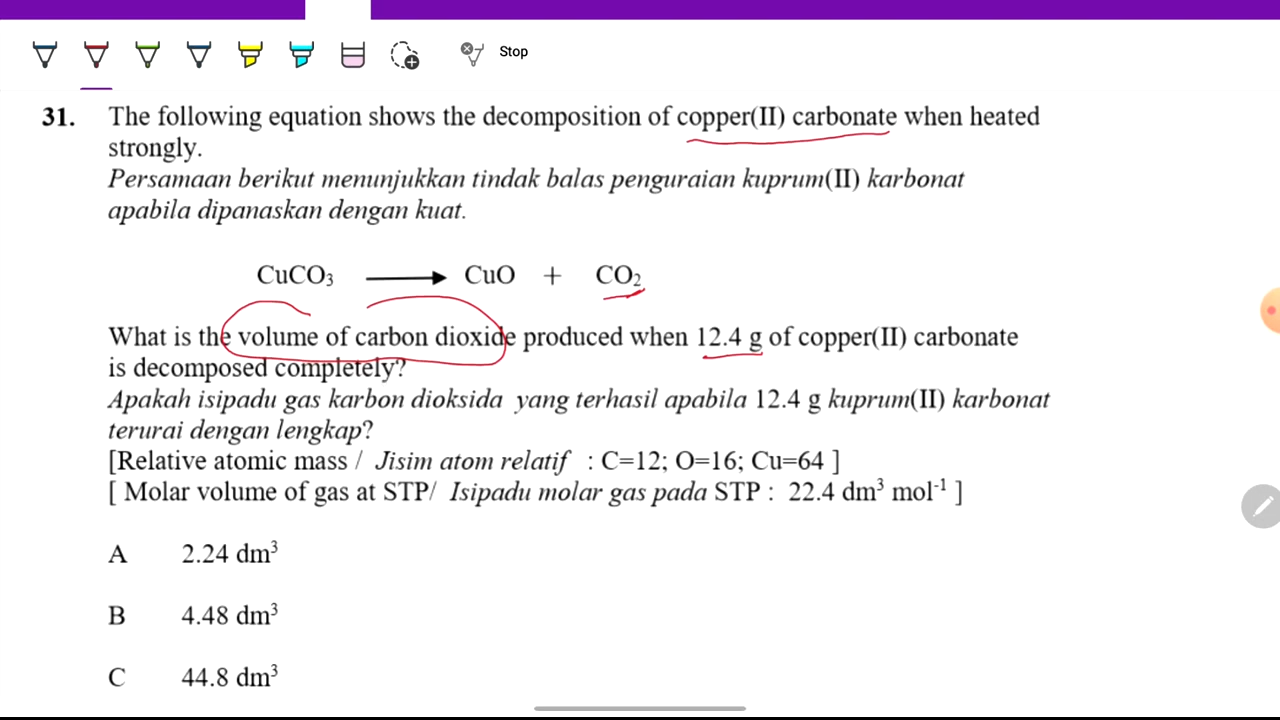 Stop
31. The following equation shows the decomposition of copper(II) carbonate when heated
strongly.
Persamaan berikut menunjukkan tindak balas penguraian kuprum(II) karbonat
apabila dipanaskan dengan kuat.
CuCO₃ ⟶ CuO + CO₂
What is the volume of carbon dioxide produced when 12.4 g of copper(II) carbonate
is decomposed completely?
Apakah isipadu gas karbon dioksida yang terhasil apabila 12.4 g kuprum(II) karbonat
terurai dengan lengkap?
[Relative atomic mass / Jisim atom relatif : C=12; O=16; Cu=64 ]
[ Molar volume of gas at STP/ Isipadu molar gas pada STP : 22.4 dm³ mol⁻¹ ]
A 2.24 dm³
B 4.48 dm³
C 44.8 dm³